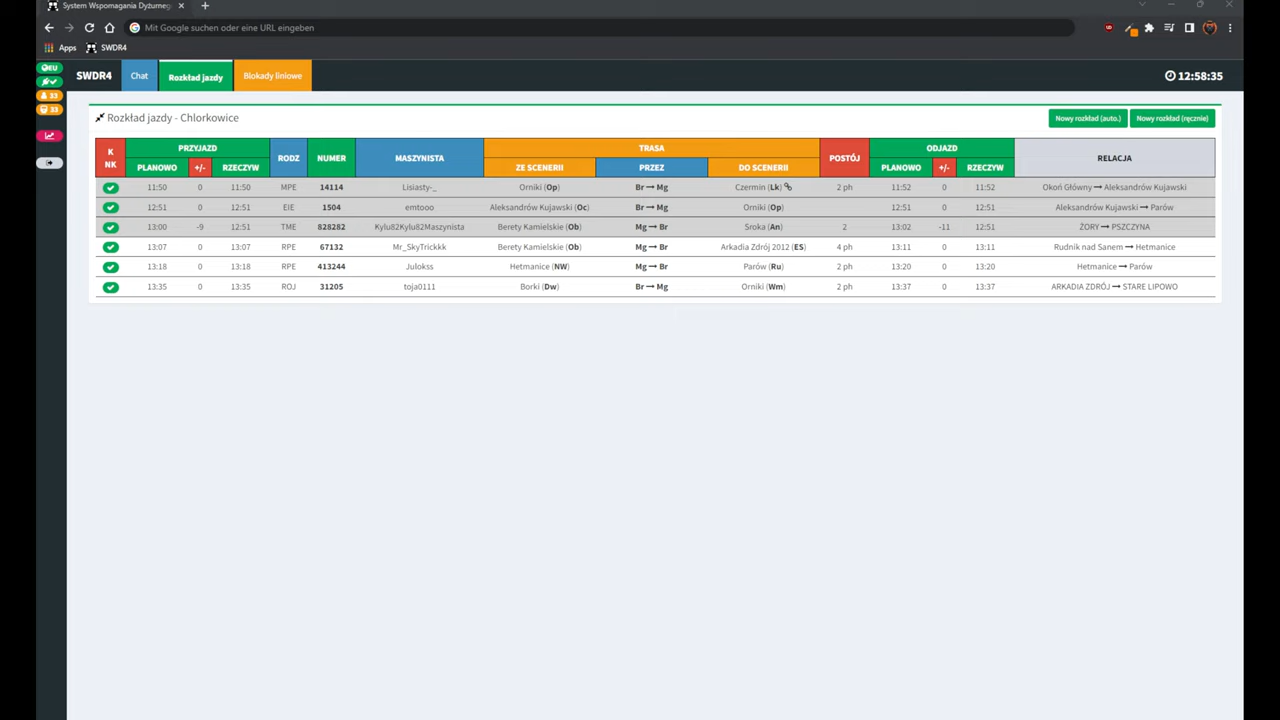 System Wspomagania Dyżurneg
Mit Google suchen oder eine URL eingeben
Apps SWDR4
EU
33
33
SWDR4 Chat Rozkład jazdy Blokady liniowe 12:58:35
Rozkład jazdy - Chlorkowice Nowy rozkład (auto.) Nowy rozkład (ręcznie)
K NK PRZYJAZD RODZ NUMER MASZYNISTA TRASA POSTÓJ ODJAZD RELACJA
PLANOWO +/- RZECZYW ZE SCENERII PRZEZ DO SCENERII PLANOWO +/- RZECZYW
11:50 0 11:50 MPE 14114 Lisiasty-_ Orniki (Op) Br → Mg Czermin (Lk) 2 ph 11:52 0 11:52 Okoń Główny → Aleksandrów Kujawski
12:51 0 12:51 EIE 1504 emtooo Aleksandrów Kujawski (Oc) Br → Mg Orniki (Op) 12:51 0 12:51 Aleksandrów Kujawski → Parów
13:00 -9 12:51 TME 828282 Kylu82Kylu82Maszynista Berety Kamielskie (Ob) Mg → Br Sroka (An) 2 13:02 -11 12:51 ŻORY → PSZCZYNA
13:07 0 13:07 RPE 67132 Mr_SkyTrickkk Berety Kamielskie (Ob) Mg → Br Arkadia Zdrój 2012 (ES) 4 ph 13:11 0 13:11 Rudnik nad Sanem → Hetmanice
13:18 0 13:18 RPE 413244 Julokss Hetmanice (NW) Mg → Br Parów (Ru) 2 ph 13:20 0 13:20 Hetmanice → Parów
13:35 0 13:35 ROJ 31205 toja0111 Borki (Dw) Br → Mg Orniki (Wm) 2 ph 13:37 0 13:37 ARKADIA ZDRÓJ → STARE LIPOWO